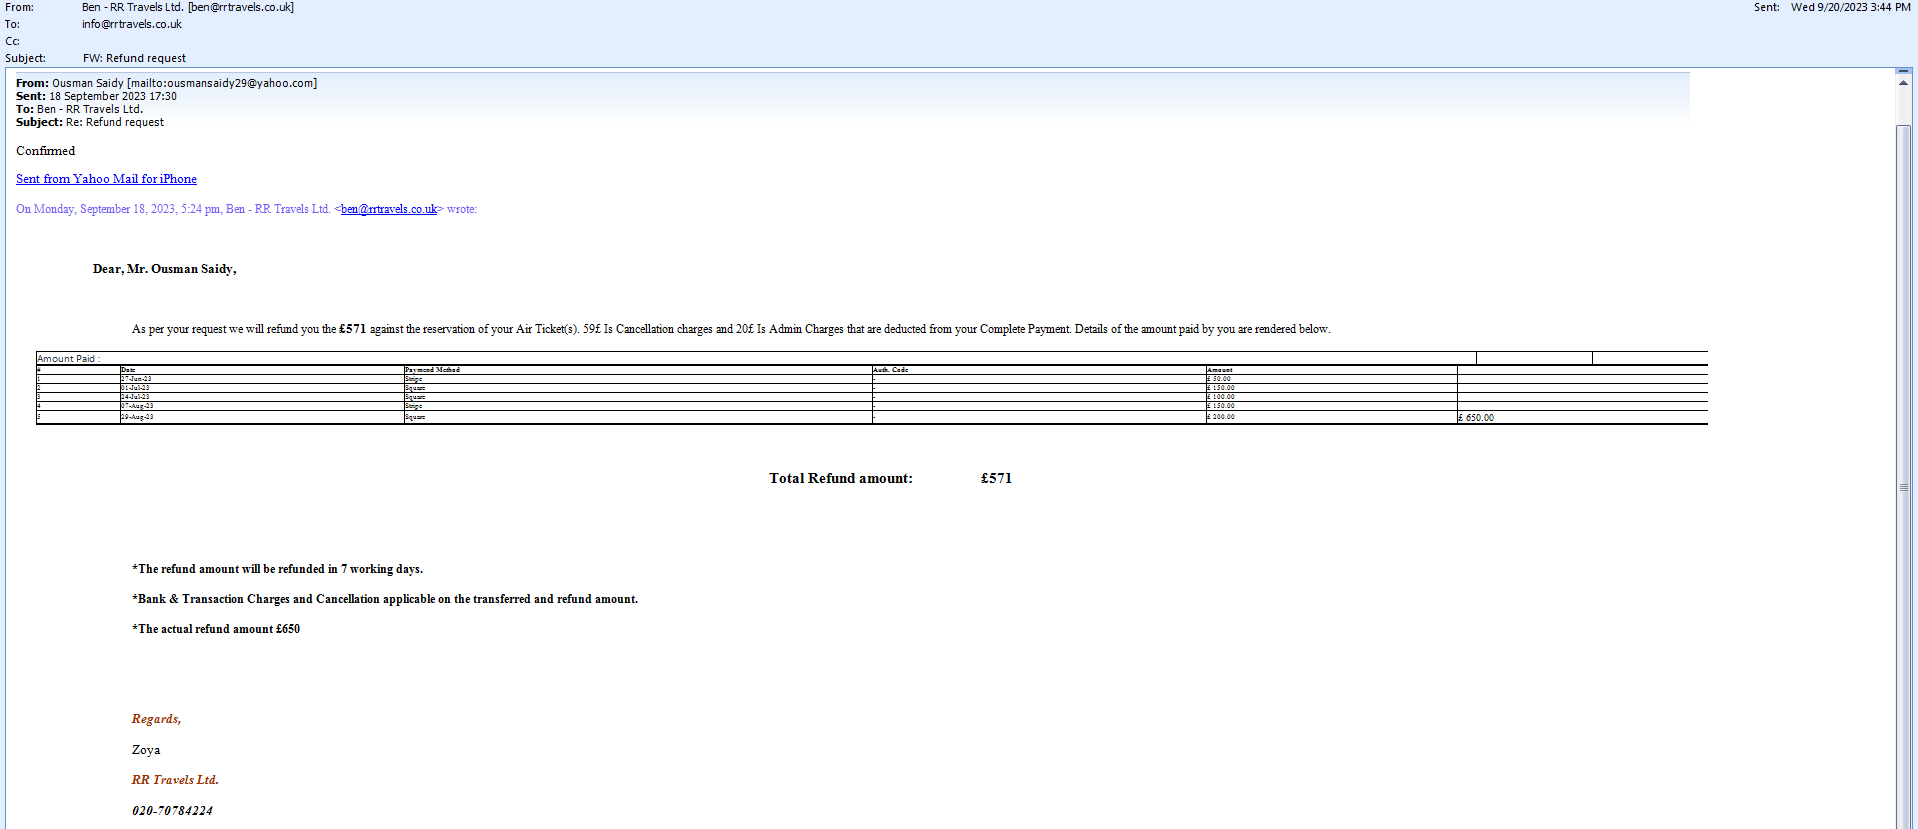 From: Ben - RR Travels Ltd. [ben@rrtravels.co.uk] Sent: Wed 9/20/2023 3:44 PM
To: info@rrtravels.co.uk
Cc:
Subject: FW: Refund request
From: Ousman Saidy [mailto:ousmansaidy29@yahoo.com]
Sent: 18 September 2023 17:30
To: Ben - RR Travels Ltd.
Subject: Re: Refund request
Confirmed
Sent from Yahoo Mail for iPhone
On Monday, September 18, 2023, 5:24 pm, Ben - RR Travels Ltd. <ben@rrtravels.co.uk> wrote:
Dear, Mr. Ousman Saidy,
As per your request we will refund you the £571 against the reservation of your Air Ticket(s). 59£ Is Cancellation charges and 20£ Is Admin Charges that are deducted from your Complete Payment. Details of the amount paid by you are rendered below.
Amount Paid :
# Date Paymend Method Auth. Code Amount
1 27-Jun-23 Stripe - £ 50.00
2 01-Jul-23 Square - £ 150.00
3 24-Jul-23 Square - £ 100.00
4 07-Aug-23 Stripe - £ 150.00
5 29-Aug-23 Square - £ 200.00 £ 650.00
Total Refund amount: £571
*The refund amount will be refunded in 7 working days.
*Bank & Transaction Charges and Cancellation applicable on the transferred and refund amount.
*The actual refund amount £650
Regards,
Zoya
RR Travels Ltd.
020-70784224